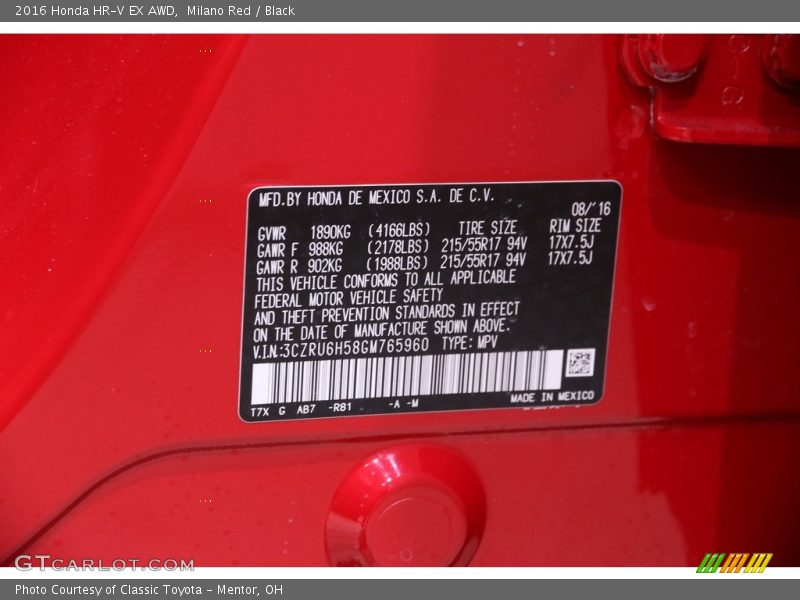 2016 Honda HR-V EX AWD, Milano Red / Black
MFD.BY HONDA DE MEXICO S.A. DE C.V.
08/'16
GVWR 1890KG (4166LBS) TIRE SIZE RIM SIZE
GAWR F 988KG (2178LBS) 215/55R17 94V 17X7.5J
GAWR R 902KG (1988LBS) 215/55R17 94V 17X7.5J
THIS VEHICLE CONFORMS TO ALL APPLICABLE
FEDERAL MOTOR VEHICLE SAFETY
AND THEFT PREVENTION STANDARDS IN EFFECT
ON THE DATE OF MANUFACTURE SHOWN ABOVE.
V.I.N.:3CZRU6H58GM765960 TYPE: MPV
T7X G AB7 -R81 -A -M MADE IN MEXICO
GTCARLOT.COM
Photo Courtesy of Classic Toyota - Mentor, OH